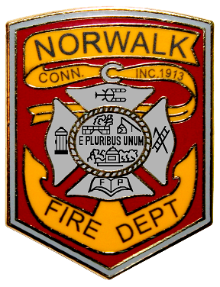 NORWALK
CONN. INC. 1913
E PLURIBUS UNUM
F P
FIRE DEPT